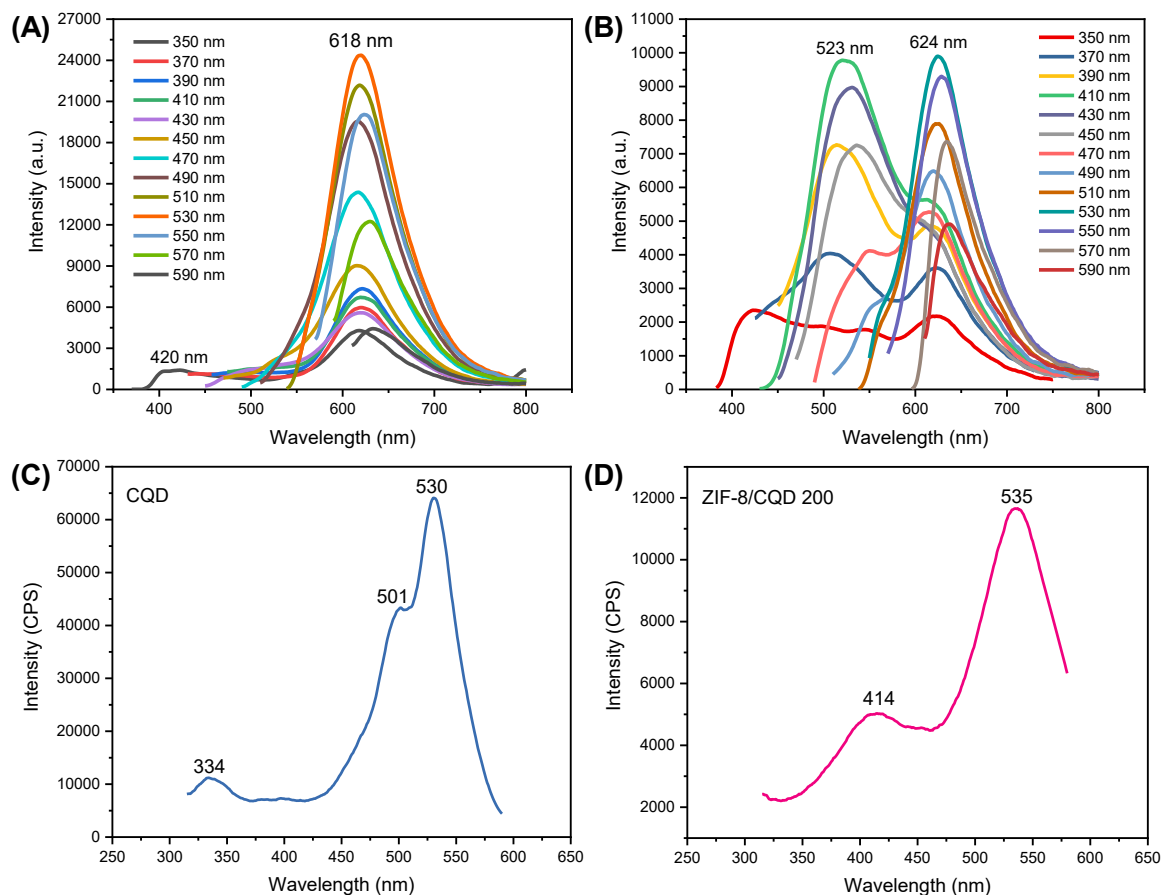 (A)
27000
24000
21000
18000
15000
12000
9000
6000
3000
0
400
500
600
700
800
Intensity (a.u.)
Wavelength (nm)
618 nm
420 nm
350 nm
370 nm
390 nm
410 nm
430 nm
450 nm
470 nm
490 nm
510 nm
530 nm
550 nm
570 nm
590 nm
(B)
11000
10000
9000
8000
7000
6000
5000
4000
3000
2000
1000
0
400
500
600
700
800
Intensity (a.u.)
Wavelength (nm)
523 nm
624 nm
350 nm
370 nm
390 nm
410 nm
430 nm
450 nm
470 nm
490 nm
510 nm
530 nm
550 nm
570 nm
590 nm
(C)
70000
60000
50000
40000
30000
20000
10000
0
250
300
350
400
450
500
550
600
650
Intensity (CPS)
Wavelength (nm)
CQD
334
501
530
(D)
12000
10000
8000
6000
4000
2000
250
300
350
400
450
500
550
600
650
Intensity (CPS)
Wavelength (nm)
ZIF-8/CQD 200
414
535